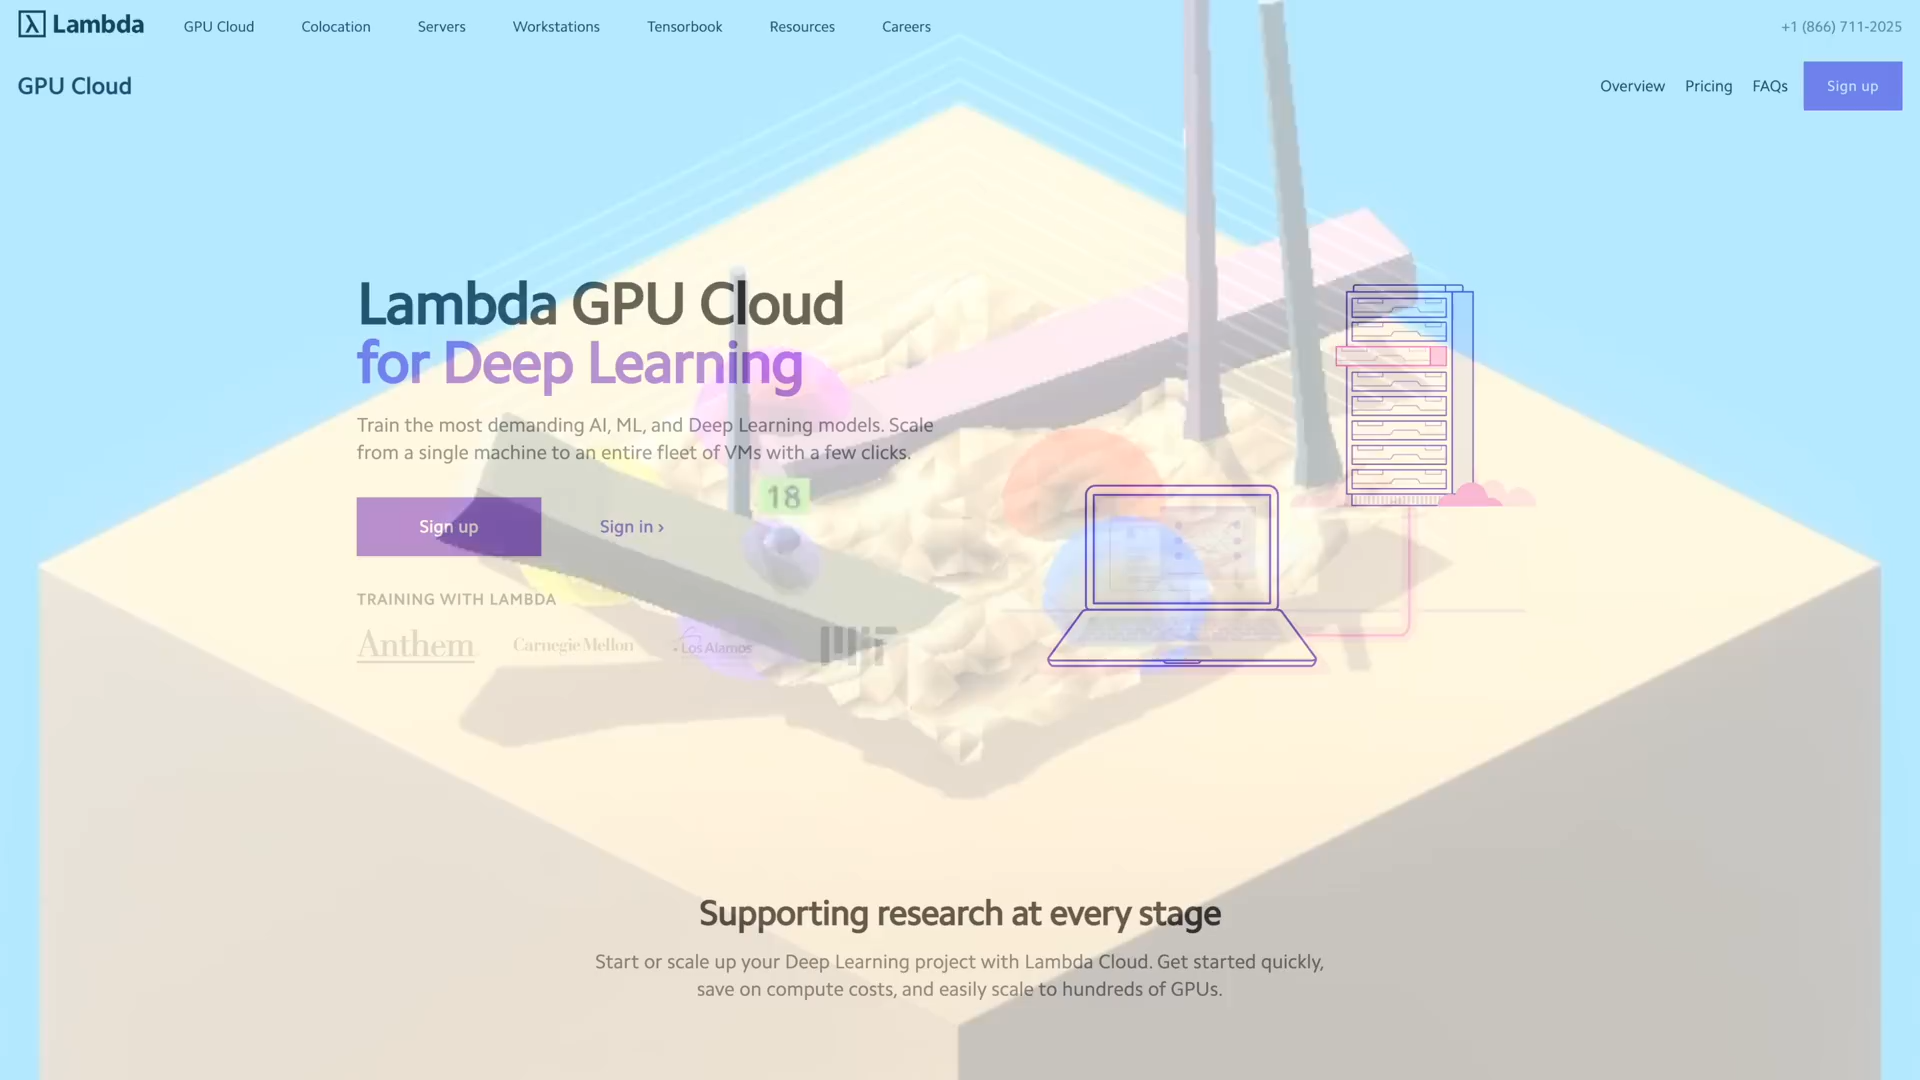 Lambda
GPU Cloud
Colocation
Servers
Workstations
Tensorbook
Resources
Careers
+1 (866) 711-2025
GPU Cloud
Overview
Pricing
FAQs
Sign up
Lambda GPU Cloud
for Deep Learning
Train the most demanding AI, ML, and Deep Learning models. Scale
from a single machine to an entire fleet of VMs with a few clicks.
18
Sign up
Sign in ›
TRAINING WITH LAMBDA
Anthem
Carnegie Mellon
Los Alamos
MIT
Supporting research at every stage
Start or scale up your Deep Learning project with Lambda Cloud. Get started quickly,
save on compute costs, and easily scale to hundreds of GPUs.